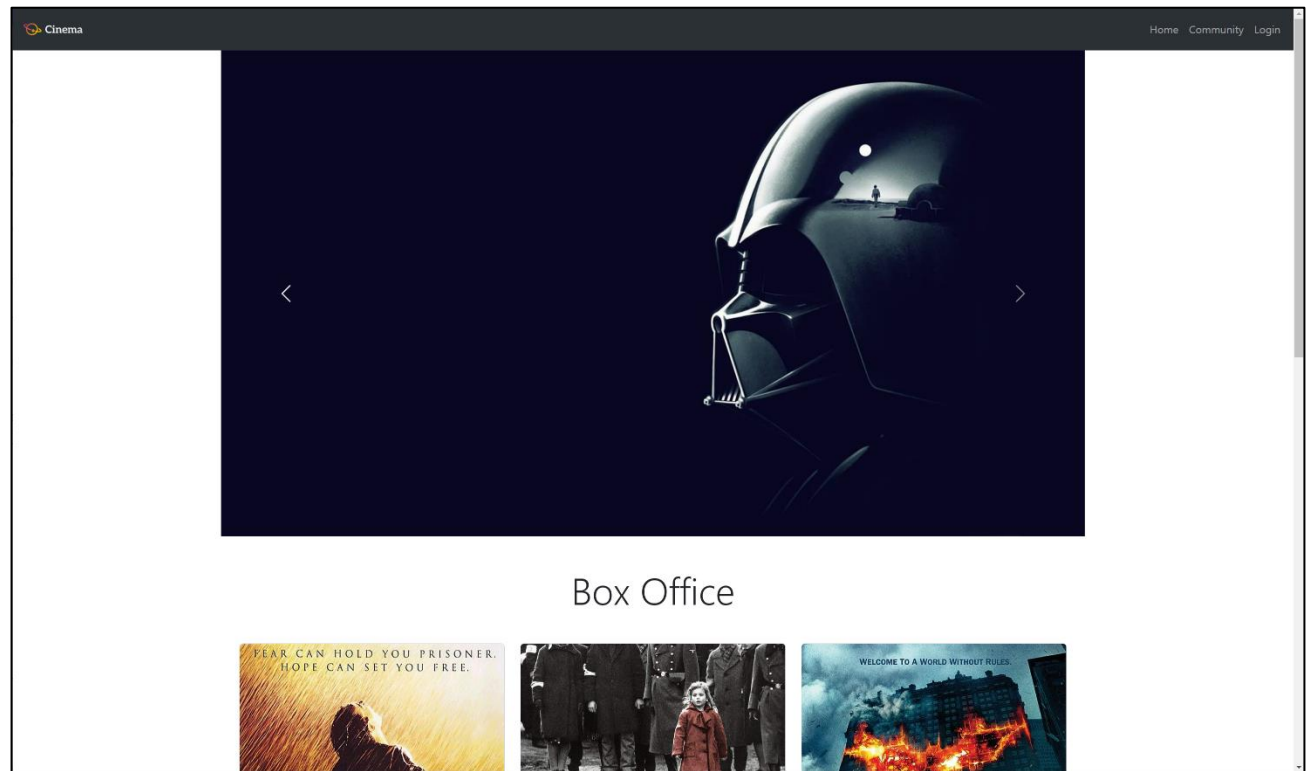 Cinema
Home Community Login
Box Office
FEAR CAN HOLD YOU PRISONER.
HOPE CAN SET YOU FREE.
WELCOME TO A WORLD WITHOUT RULES.